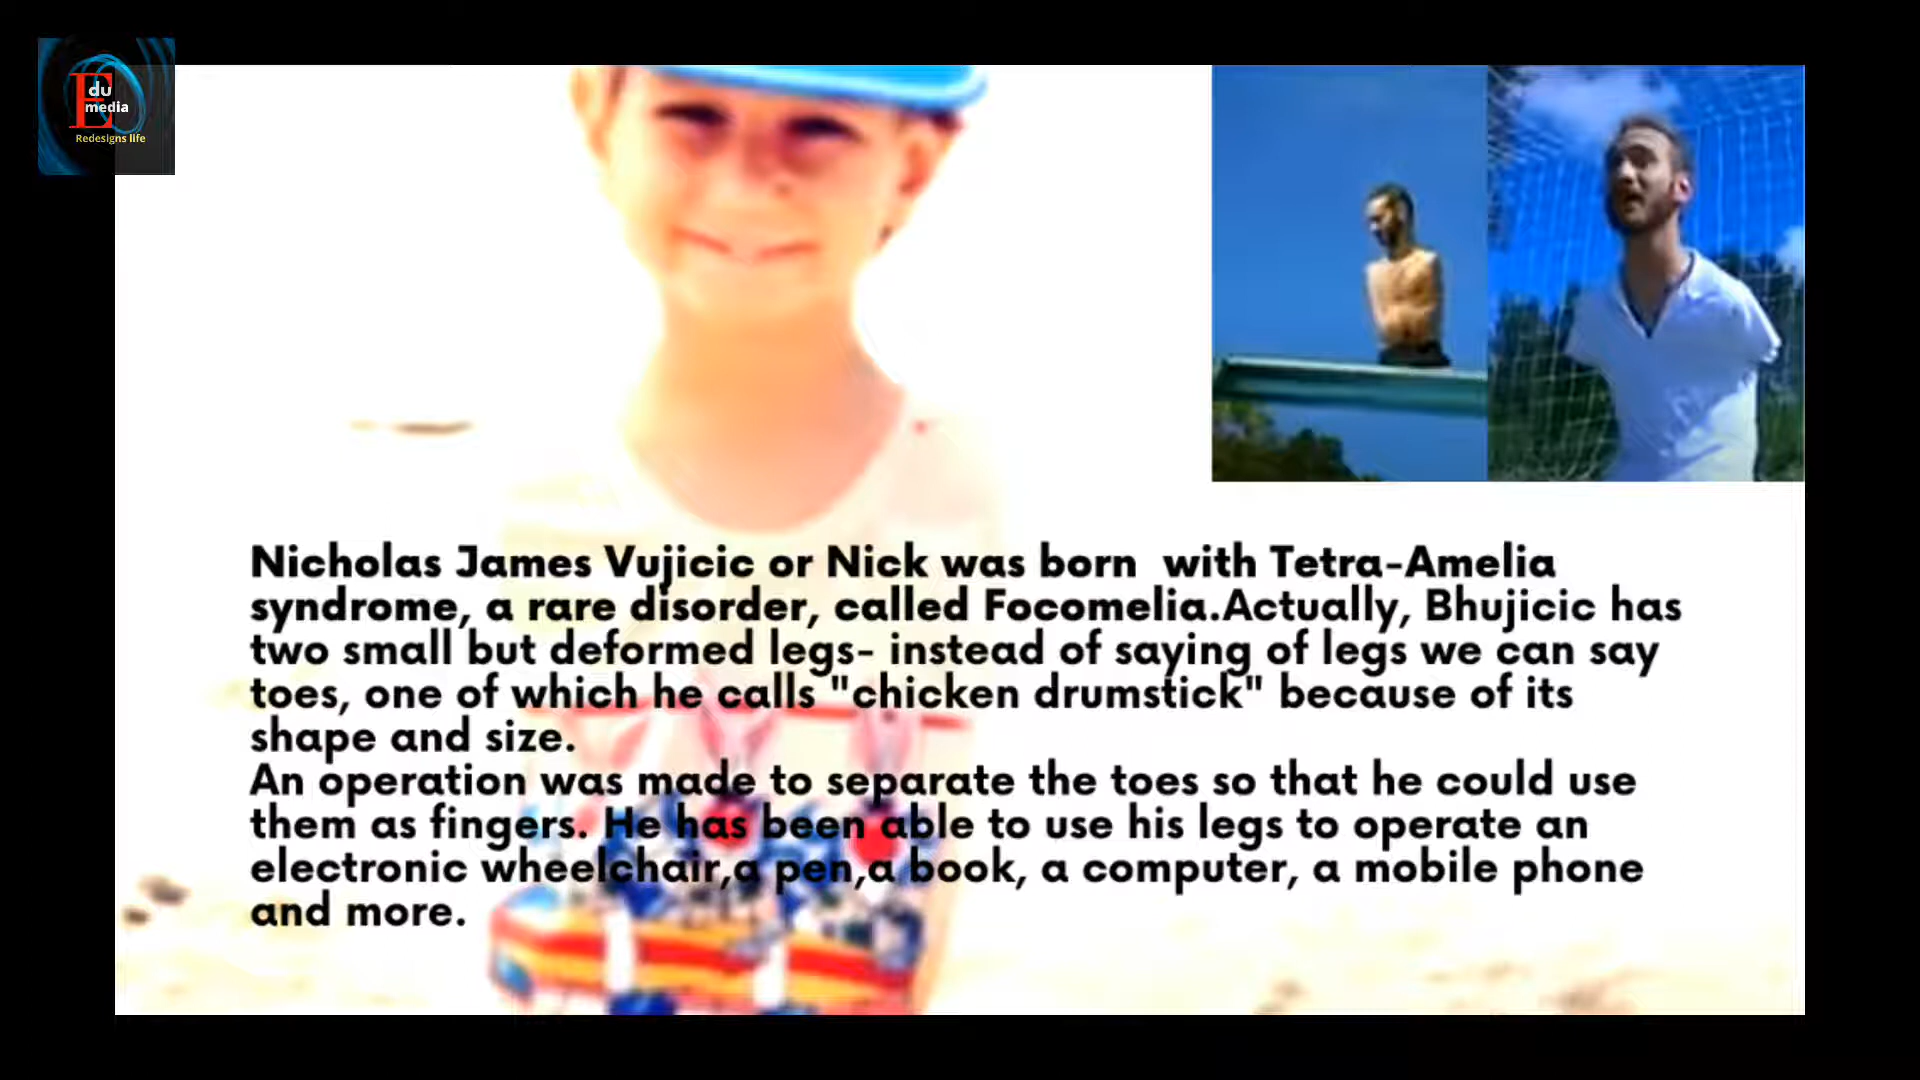 Edu
media
Redesigns life
Nicholas James Vujicic or Nick was born  with Tetra-Amelia
syndrome, a rare disorder, called Focomelia.Actually, Bhujicic has
two small but deformed legs- instead of saying of legs we can say
toes, one of which he calls "chicken drumstick" because of its
shape and size.
An operation was made to separate the toes so that he could use
them as fingers. He has been able to use his legs to operate an
electronic wheelchair,a pen,a book, a computer, a mobile phone
and more.